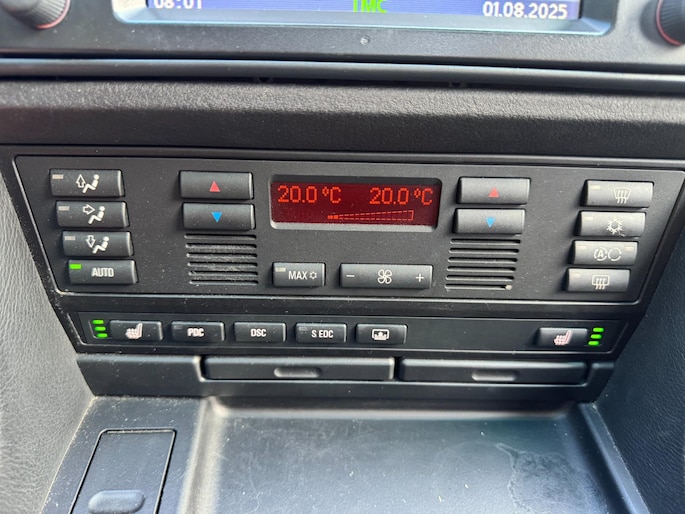 08:01 TMC 01.08.2025
20.0 °C 20.0 °C
AUTO
MAX
- +
PDC DSC S EDC